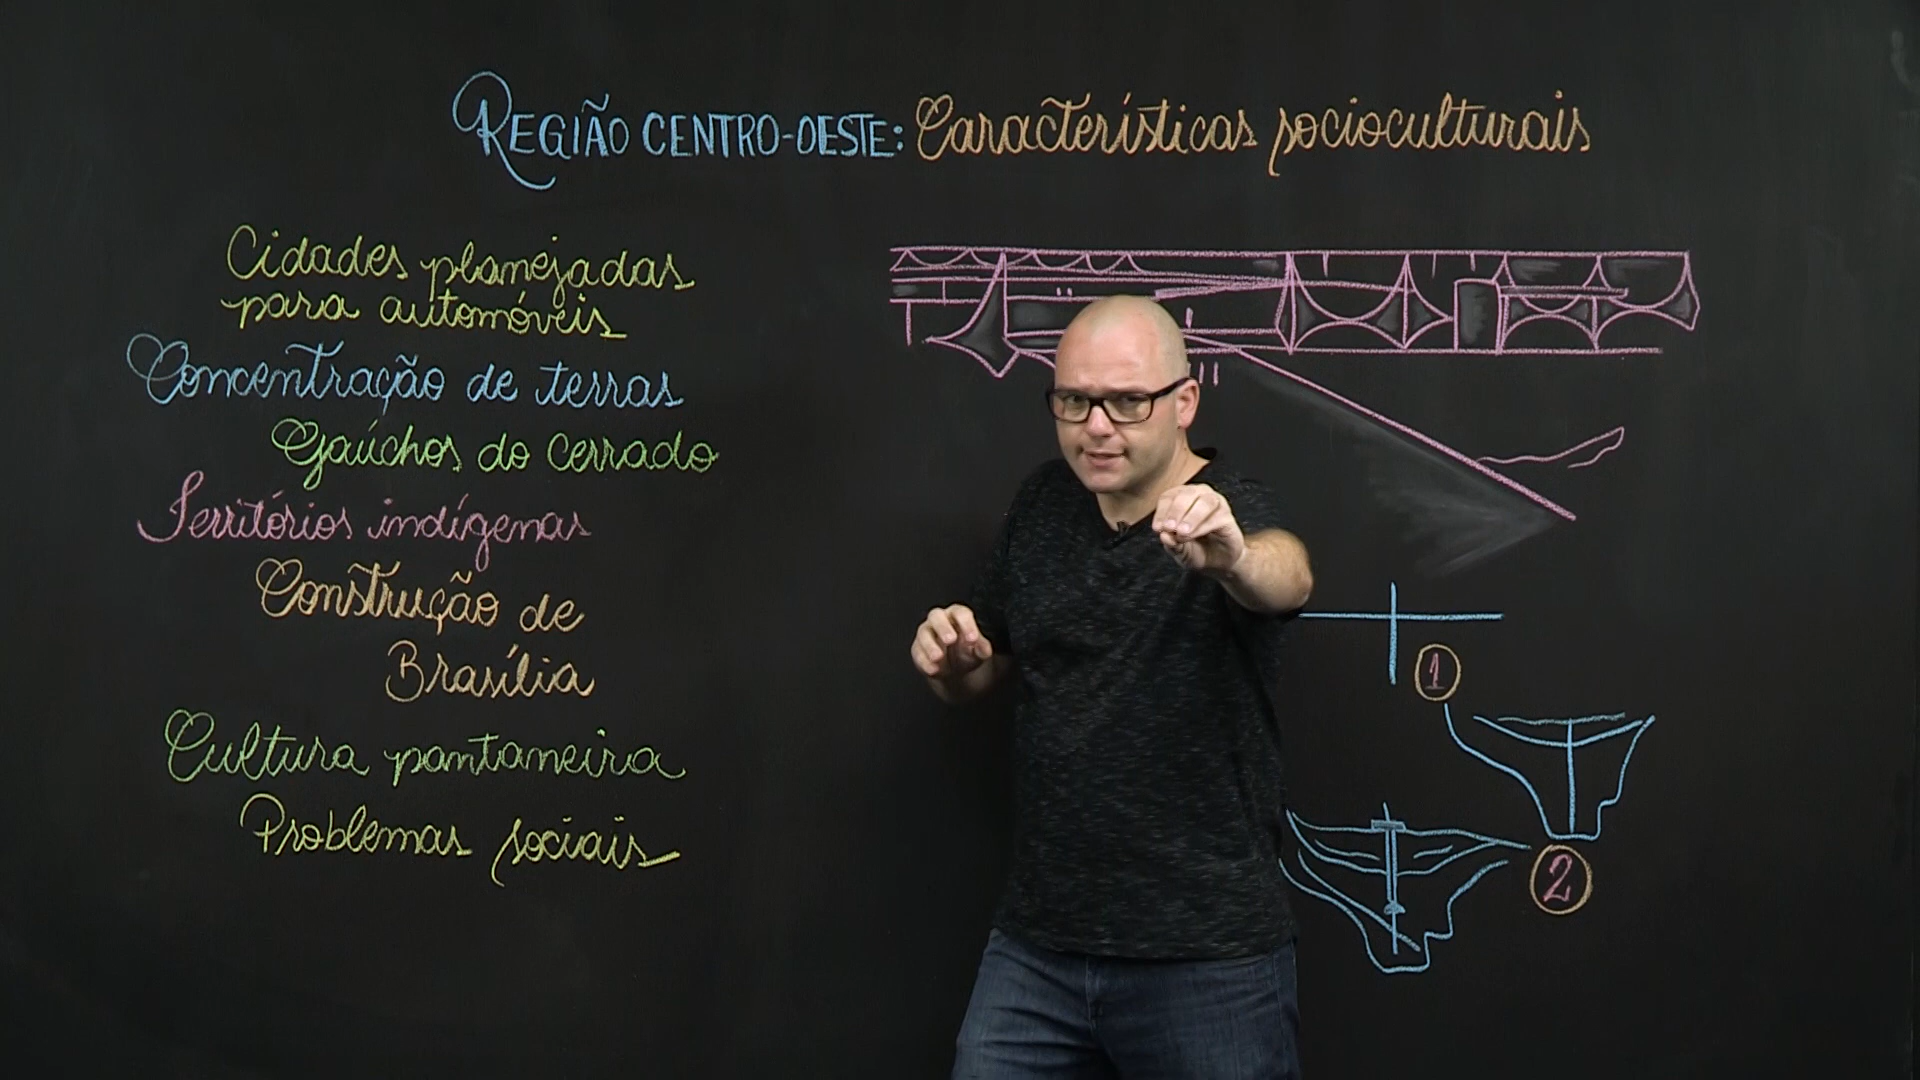 REGIÃO CENTRO-OESTE: Características socioculturais
Cidades planejadas
para automóveis
Concentração de terras
Gaúchos do cerrado
Territórios indígenas
Construção de
Brasília
Cultura pantaneira
Problemas sociais
1
2